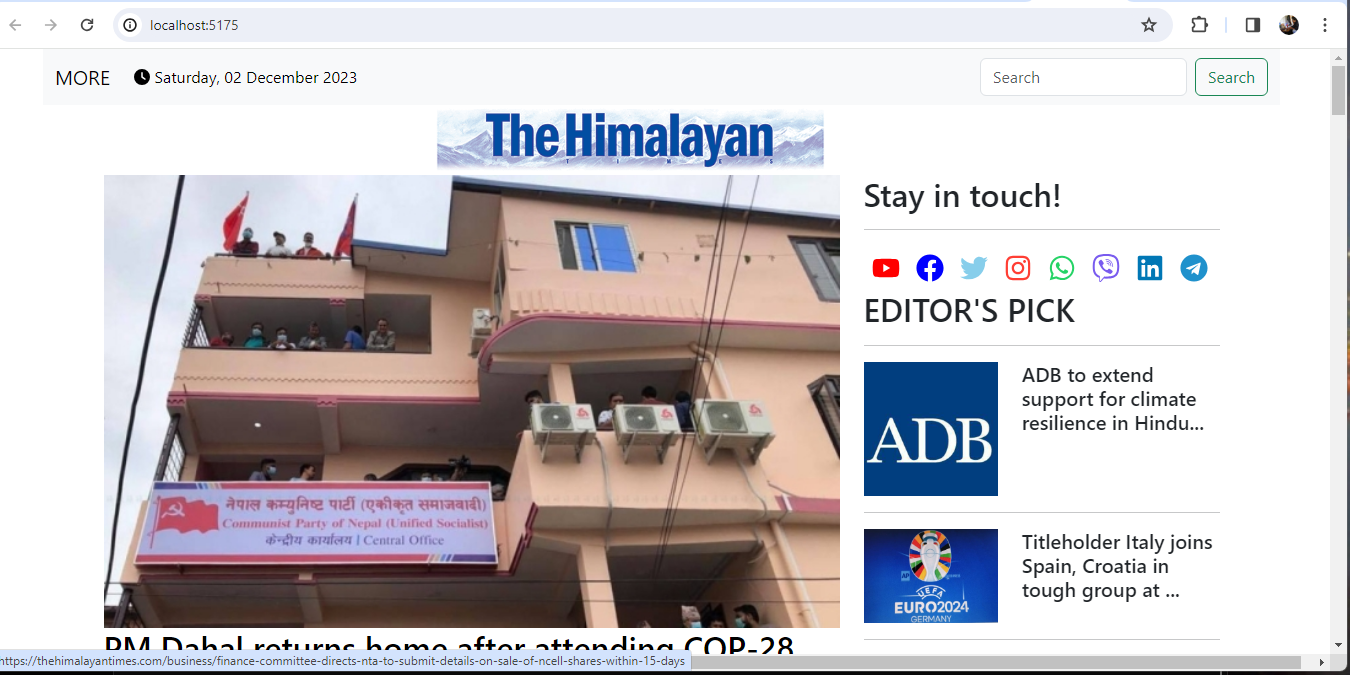 localhost:5175
MORE
Saturday, 02 December 2023
Search
Search
The Himalayan
TIMES
Stay in touch!
EDITOR'S PICK
ADB
ADB to extend
support for climate
resilience in Hindu...
नेपाल कम्युनिष्ट पार्टी (एकीकृत समाजवादी)
Communist Party of Nepal (Unified Socialist)
केन्द्रीय कार्यालय | Central Office
AP
UEFA
EURO2024
GERMANY
Titleholder Italy joins
Spain, Croatia in
tough group at ...
PM Dahal returns home after attending COP-28
https://thehimalayantimes.com/business/finance-committee-directs-nta-to-submit-details-on-sale-of-ncell-shares-within-15-days